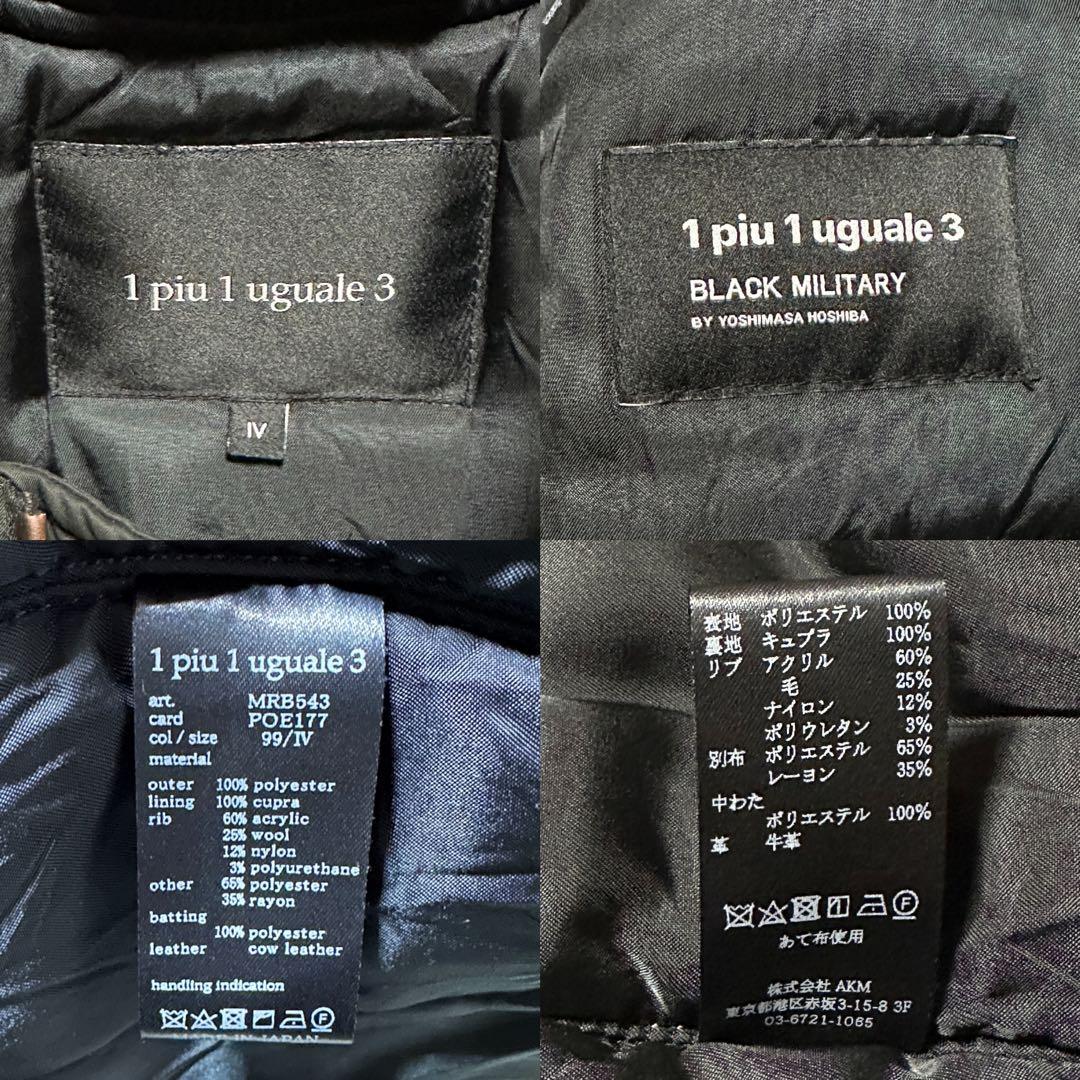 1 piu 1 uguale 3
IV
1 piu 1 uguale 3
BLACK MILITARY
BY YOSHIMASA HOSHIBA
1 piu 1 uguale 3
art. MRB543
card POE177
col / size 99/IV
material
outer 100% polyester
lining 100% cupra
rib 60% acrylic
25% wool
12% nylon
3% polyurethane
other 65% polyester
35% rayon
batting
100% polyester
leather cow leather
handling indication
F
MADE IN JAPAN
表地 ポリエステル 100%
裏地 キュプラ 100%
リブ アクリル 60%
毛 25%
ナイロン 12%
ポリウレタン 3%
別布 ポリエステル 65%
レーヨン 35%
中わた
ポリエステル 100%
革 牛革
F
あて布使用
株式会社 AKM
東京都港区赤坂3-15-8 3F
03-6721-1065